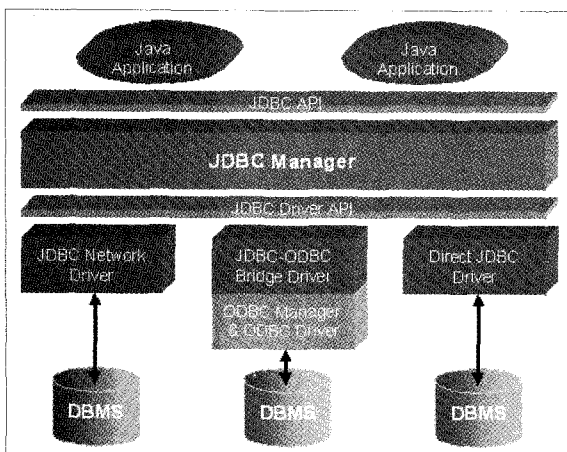 Java
Application
Java
Application
JDBC API
JDBC Manager
JDBC Driver API
JDBC Network
Driver
JDBC-ODBC
Bridge Driver
Direct JDBC
Driver
ODBC Manager
& ODBC Driver
DBMS
DBMS
DBMS